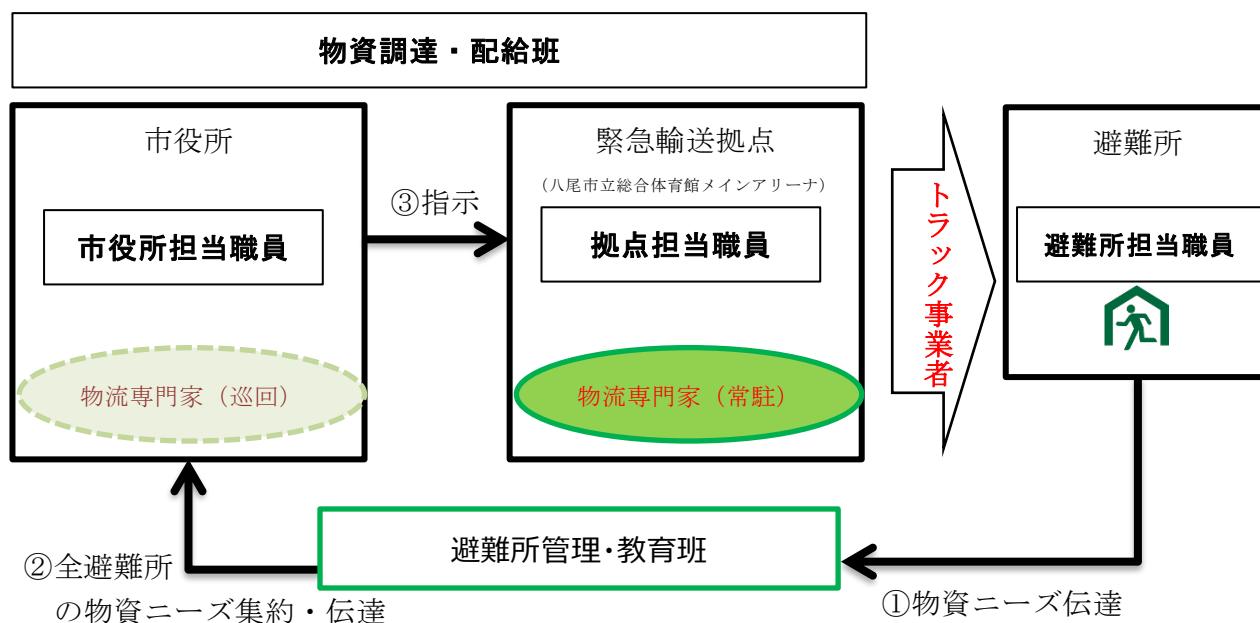 物資調達・配給班
市役所
市役所担当職員
物流専門家（巡回）
③指示
緊急輸送拠点
（八尾市立総合体育館メインアリーナ）
拠点担当職員
物流専門家（常駐）
トラック事業者
避難所
避難所担当職員
①物資ニーズ伝達
避難所管理・教育班
②全避難所
の物資ニーズ集約・伝達